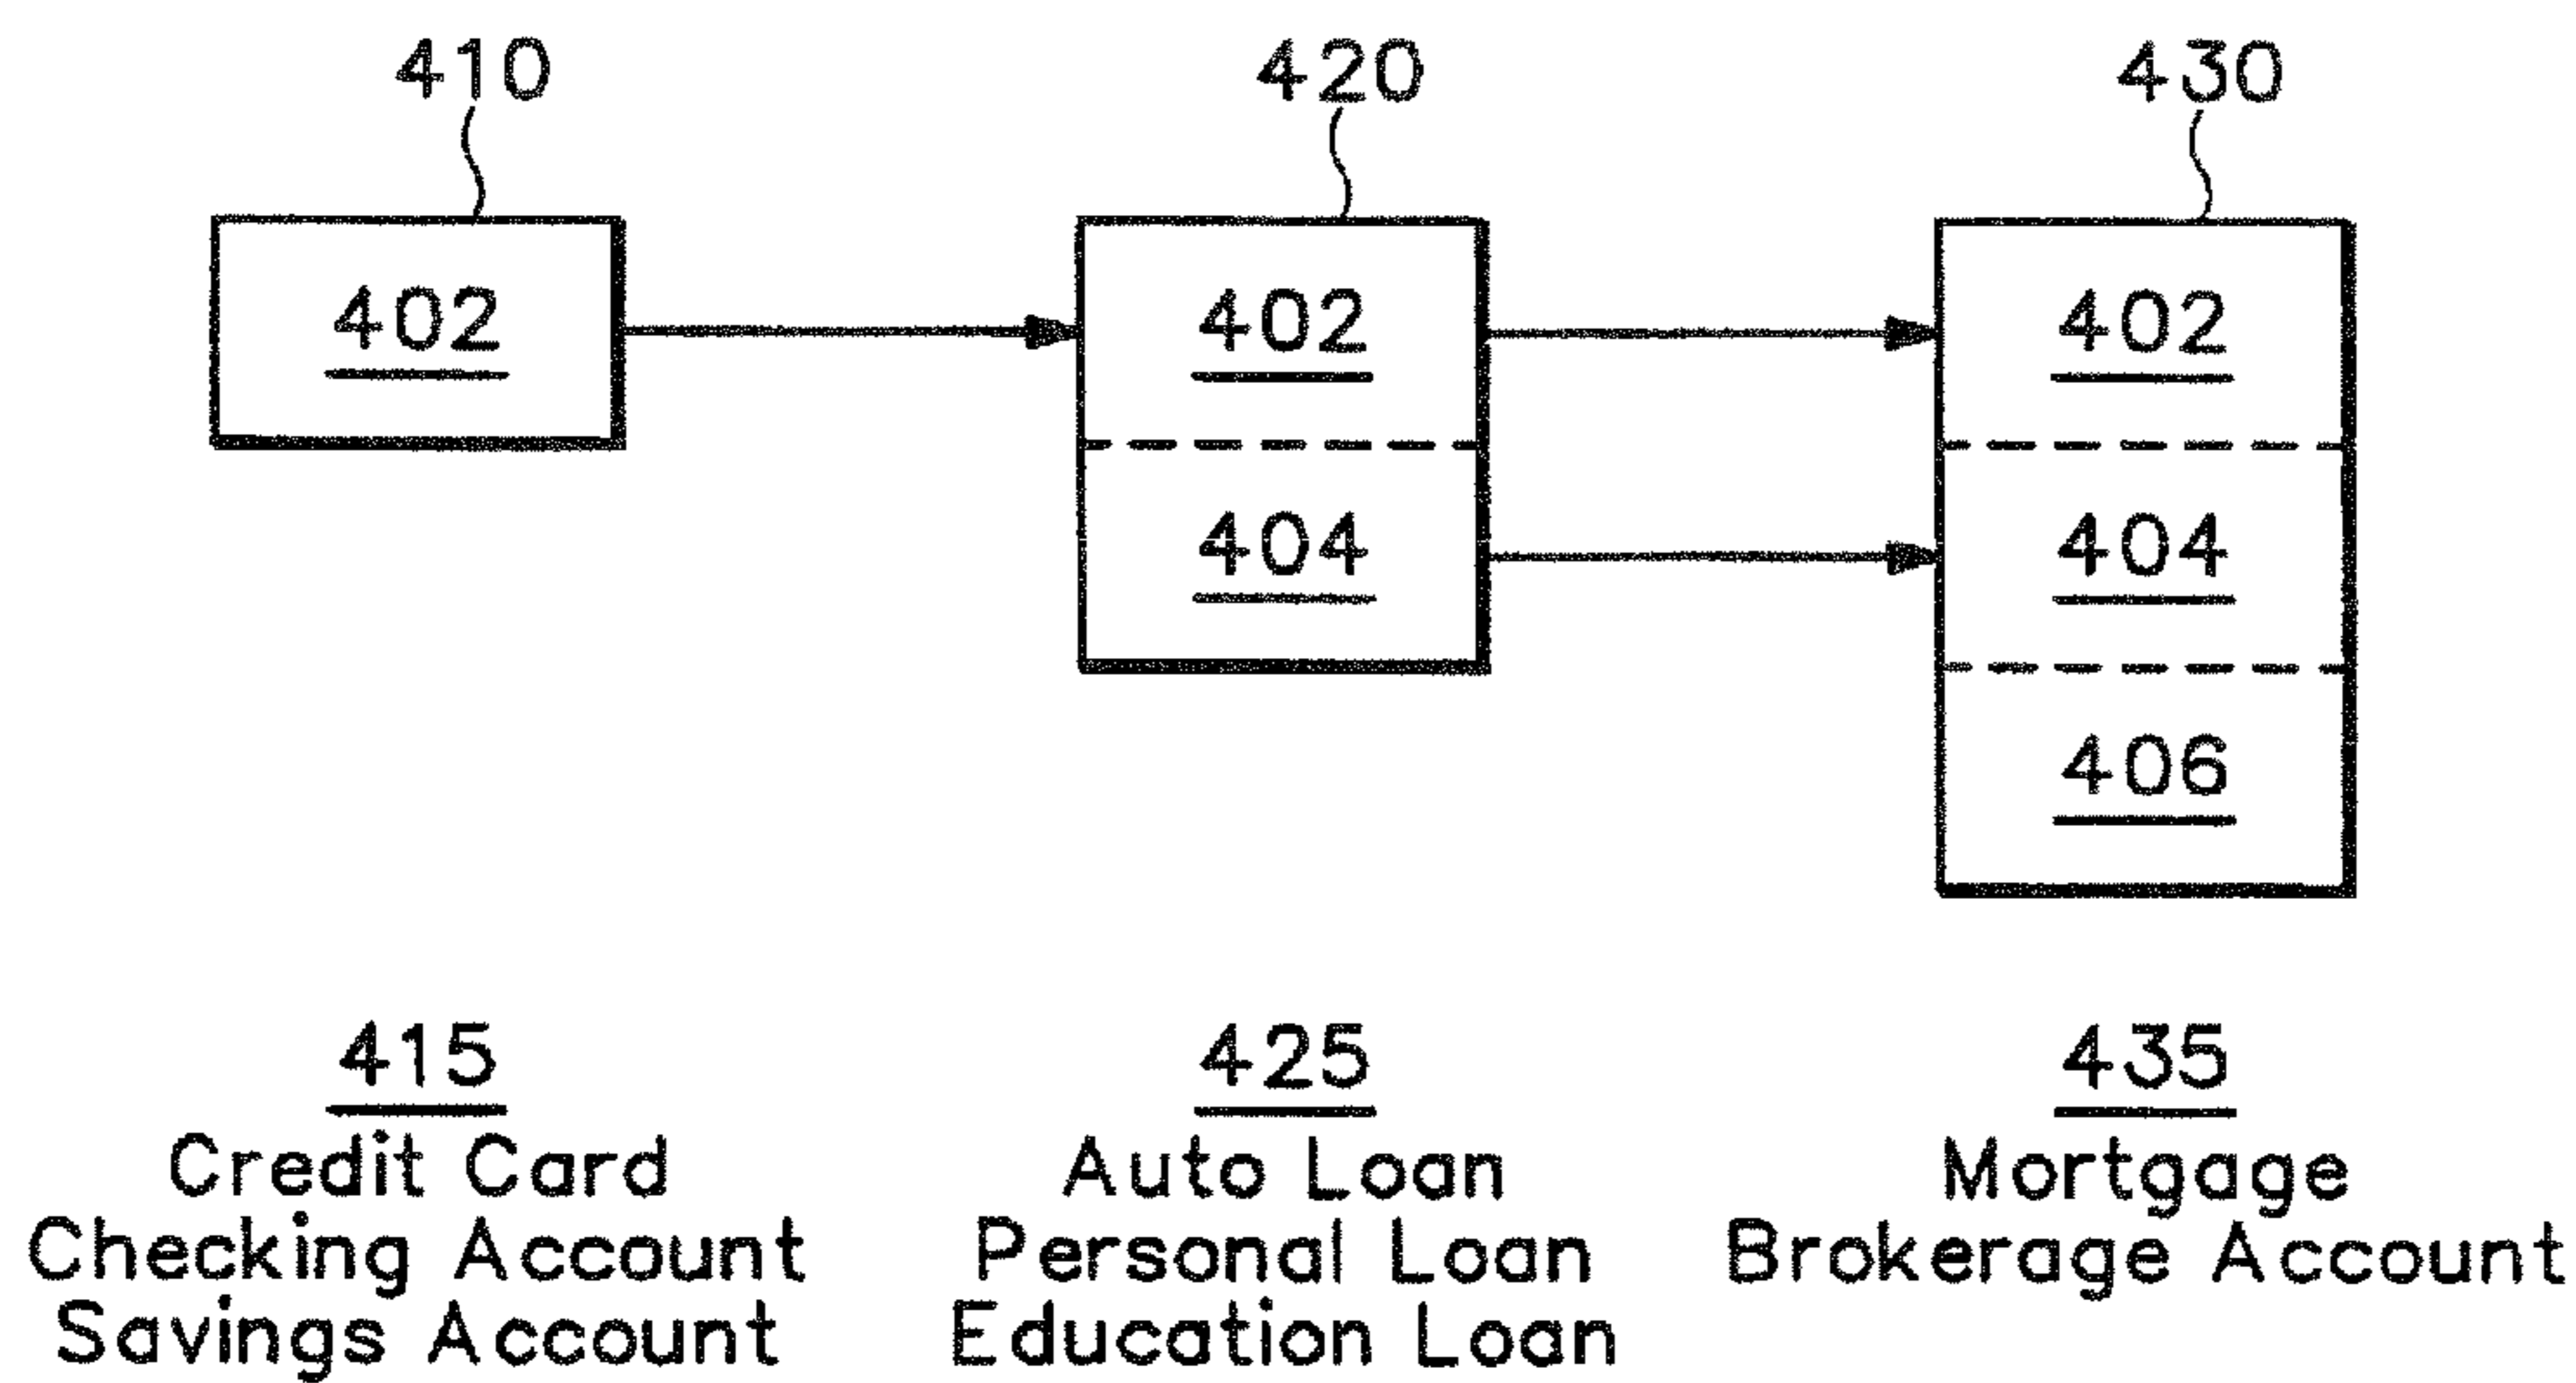 410 420 430
402 402 402
404 404
406
415 425 435
Credit Card Auto Loan Mortgage
Checking Account Personal Loan Brokerage Account
Savings Account Education Loan